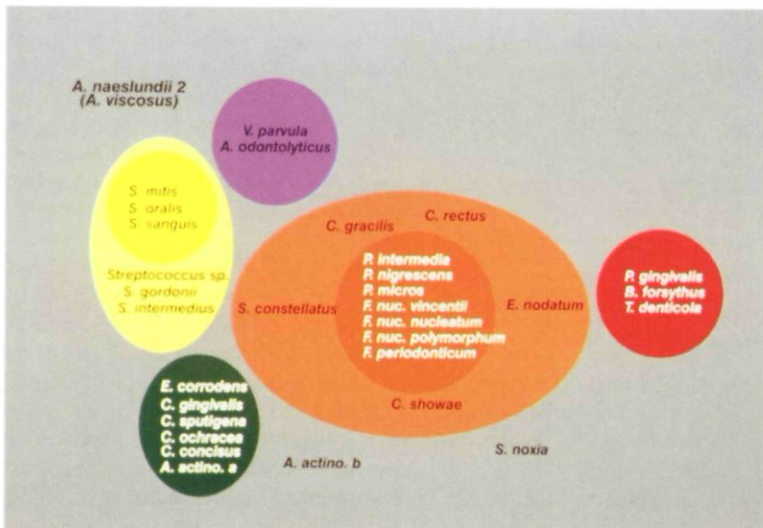 A. naeslundii 2
(A. viscosus)
V. parvula
A. odontolyticus
S. mitis
S. oralis
S. sanguis
Streptococcus sp.
S. gordonii
S. intermedius
C. gracilis
C. rectus
P. intermedia
P. nigrescens
P. micros
F. nuc. vincentii
F. nuc. nucleatum
F. nuc. polymorphum
F. periodonticum
S. constellatus
E. nodatum
C. showae
P. gingivalis
B. forsythus
T. denticola
E. corrodens
C. gingivalis
C. sputigena
C. ochracea
C. concisus
A. actino. a
A. actino. b
S. noxia